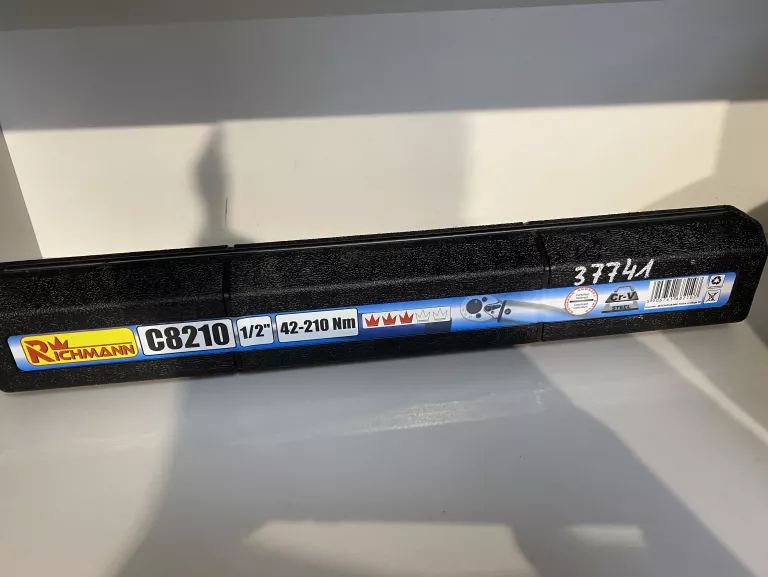 37741
RICHMANN
C8210
1/2"
42-210 Nm
Cr-V
STEEL